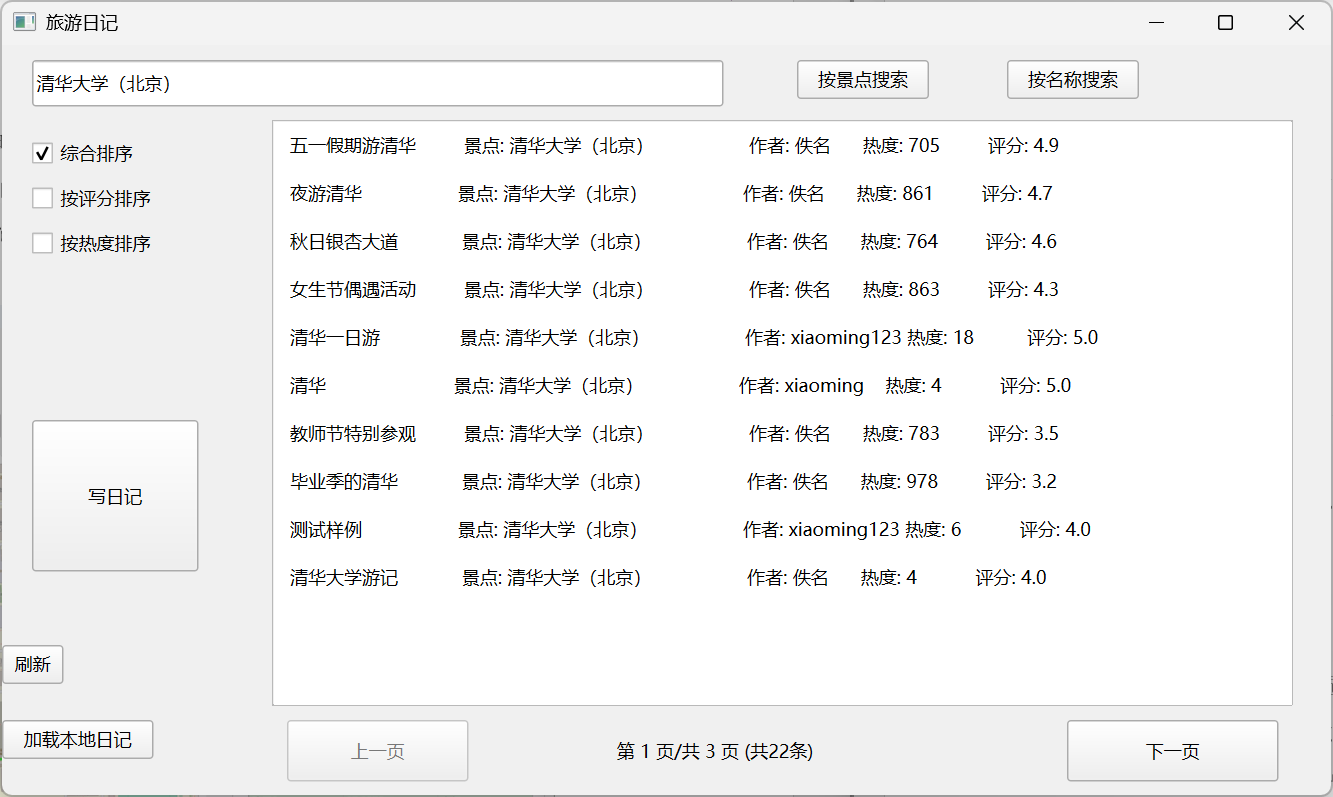 旅游日记
清华大学（北京） 按景点搜索 按名称搜索
综合排序
按评分排序
按热度排序
五一假期游清华 景点: 清华大学（北京） 作者: 佚名 热度: 705 评分: 4.9
夜游清华 景点: 清华大学（北京） 作者: 佚名 热度: 861 评分: 4.7
秋日银杏大道 景点: 清华大学（北京） 作者: 佚名 热度: 764 评分: 4.6
女生节偶遇活动 景点: 清华大学（北京） 作者: 佚名 热度: 863 评分: 4.3
清华一日游 景点: 清华大学（北京） 作者: xiaoming123 热度: 18 评分: 5.0
清华 景点: 清华大学（北京） 作者: xiaoming 热度: 4 评分: 5.0
教师节特别参观 景点: 清华大学（北京） 作者: 佚名 热度: 783 评分: 3.5
毕业季的清华 景点: 清华大学（北京） 作者: 佚名 热度: 978 评分: 3.2
测试样例 景点: 清华大学（北京） 作者: xiaoming123 热度: 6 评分: 4.0
清华大学游记 景点: 清华大学（北京） 作者: 佚名 热度: 4 评分: 4.0
写日记
刷新
加载本地日记
上一页 第 1 页/共 3 页 (共22条) 下一页